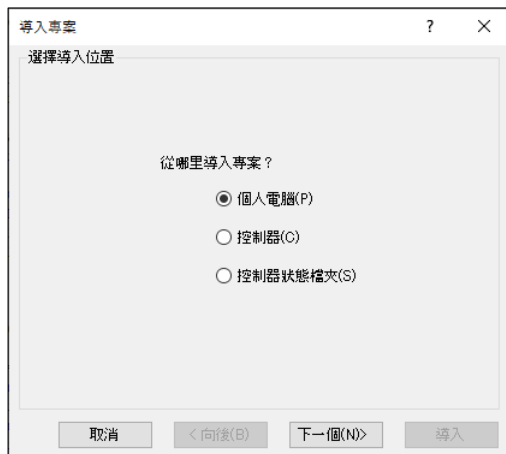 導入專案
?
選擇導入位置
從哪里導入專案？
個人電腦(P)
控制器(C)
控制器狀態檔夾(S)
取消 <向後(B) 下一個(N)> 導入